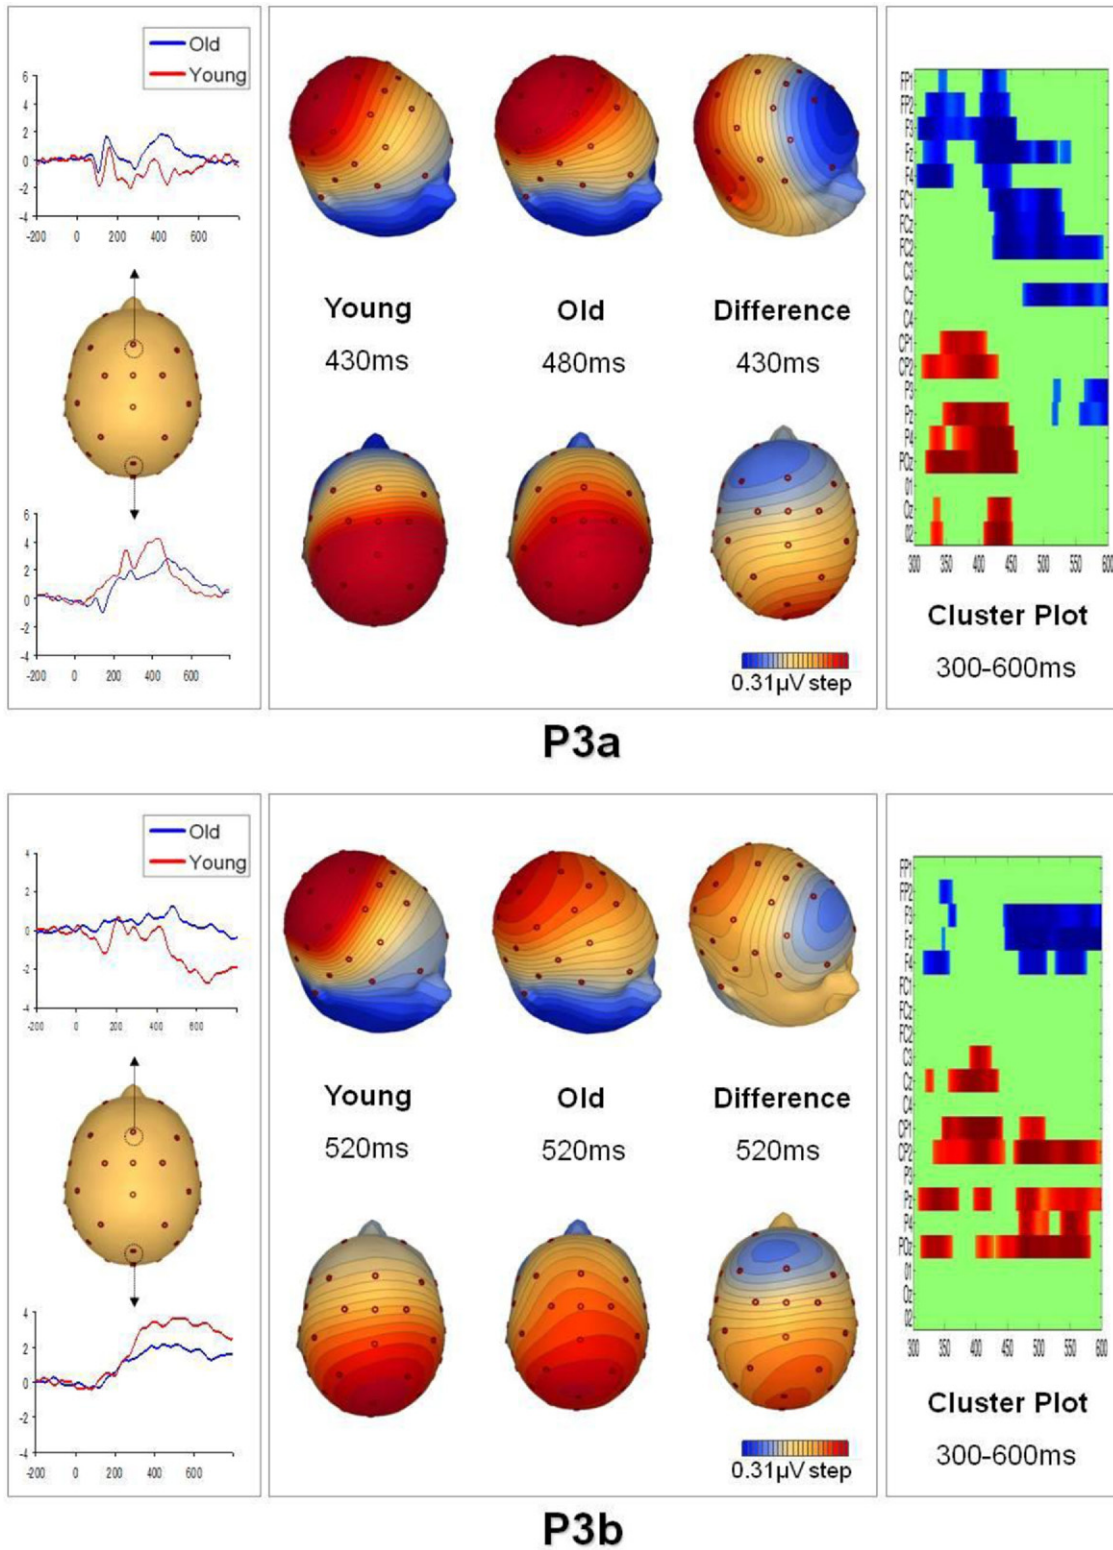 Old
Young
6
4
2
0
-2
-4
-200 0 200 400 600
6
4
2
0
-2
-4
-200 0 200 400 600
Young Old Difference
430ms 480ms 430ms
0.31µV step
FP1
FP2
F3
Fz
F4
FC1
FCz
FC2
C3
Cz
C4
CP1
CP2
P3
Pz
P4
POz
O1
Oz
O2
300 350 400 450 500 550 600
Cluster Plot
300-600ms
P3a
Old
Young
4
2
0
-2
-4
-200 0 200 400 600
4
2
0
-2
-4
-200 0 200 400 600
Young Old Difference
520ms 520ms 520ms
0.31µV step
FP1
FP2
F3
Fz
F4
FC1
FCz
FC2
C3
Cz
C4
CP1
CP2
P3
Pz
P4
POz
O1
Oz
O2
300 350 400 450 500 550 600
Cluster Plot
300-600ms
P3b